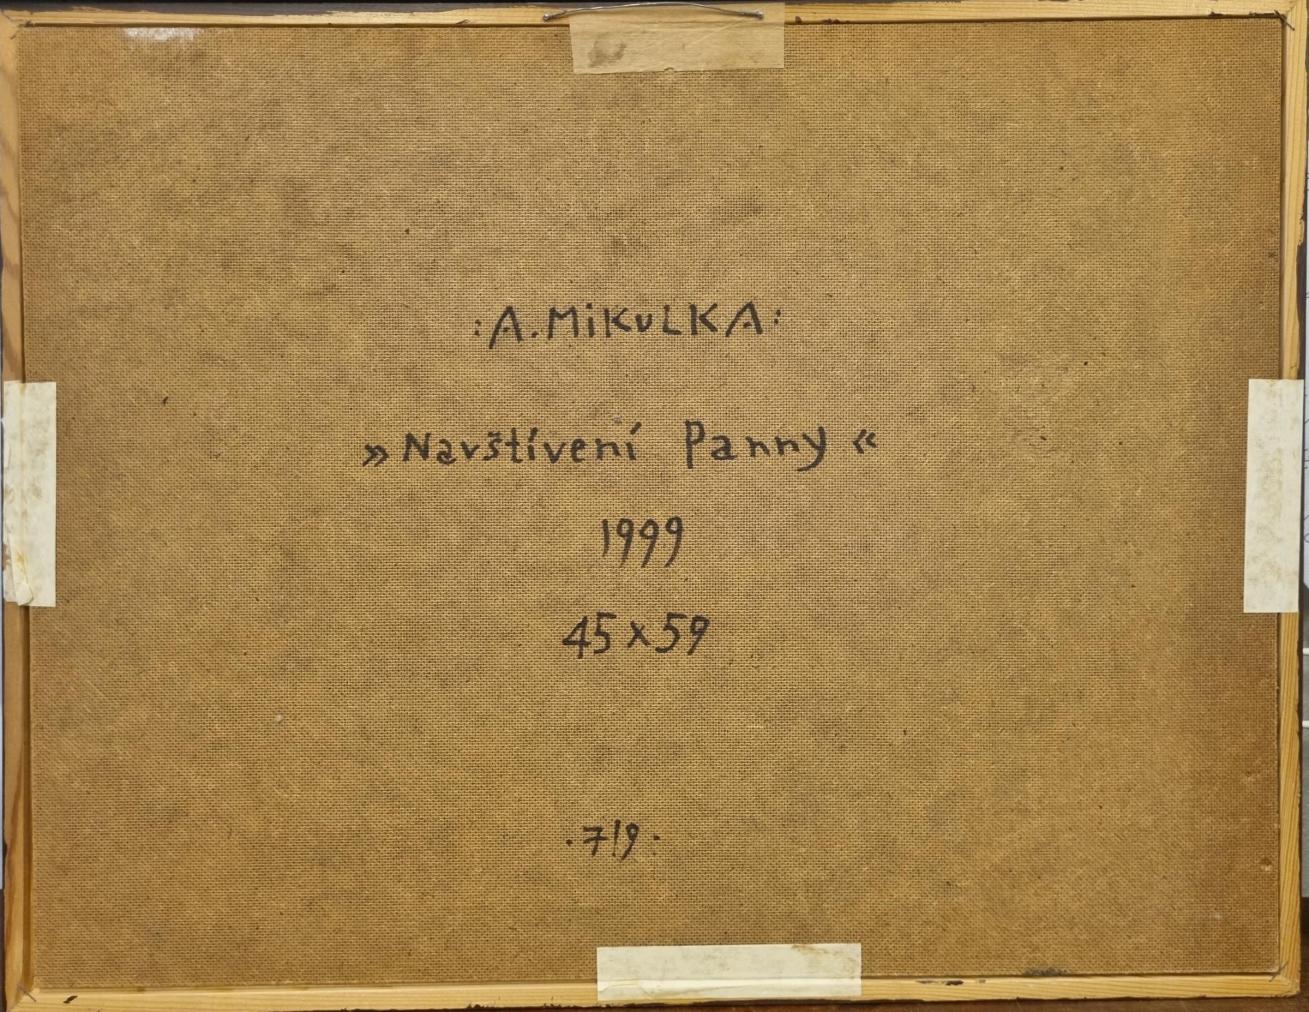 :A.MiKuLKA:
»Navštívení Panny«
1999
45x59
.719.